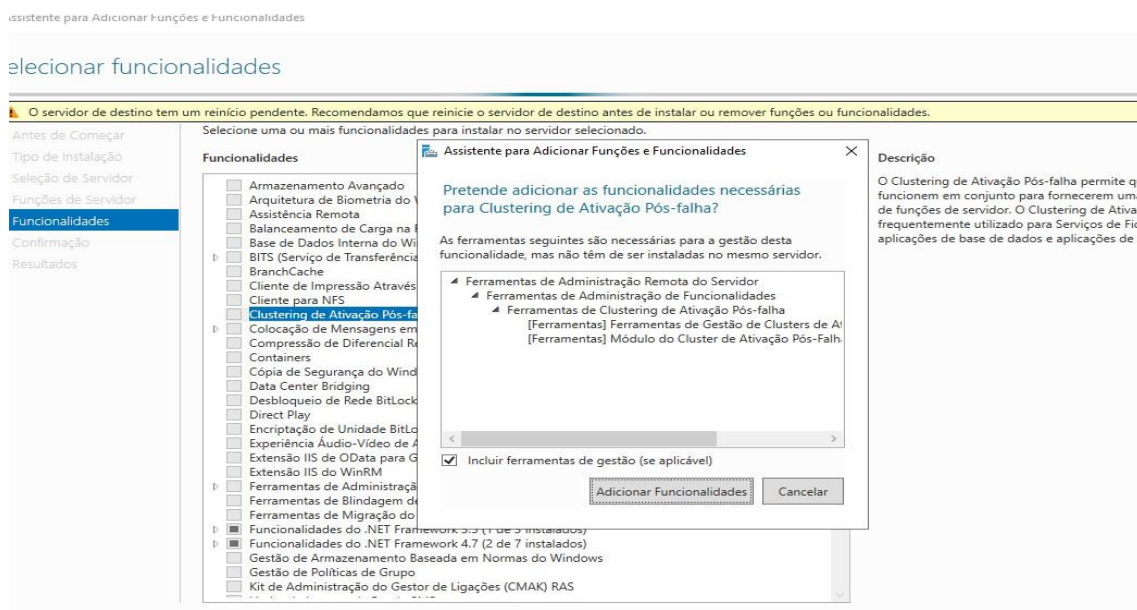 Assistente para Adicionar Funções e Funcionalidades
elecionar funcionalidades
O servidor de destino tem um reinício pendente. Recomendamos que reinicie o servidor de destino antes de instalar ou remover funções ou funcionalidades.
Antes de Começar
Tipo de Instalação
Seleção de Servidor
Funções de Servidor
Funcionalidades
Confirmação
Resultados
Selecione uma ou mais funcionalidades para instalar no servidor selecionado.
Funcionalidades
Armazenamento Avançado
Arquitetura de Biometria do
Assistência Remota
Balanceamento de Carga na
Base de Dados Interna do Wi
BITS (Serviço de Transferência
BranchCache
Cliente de Impressão Através
Cliente para NFS
Clustering de Ativação Pós-fa
Colocação de Mensagens em
Compressão de Diferencial Re
Containers
Cópia de Segurança do Wind
Data Center Bridging
Desbloqueio de Rede BitLock
Direct Play
Encriptação de Unidade BitLo
Experiência Áudio-Vídeo de
Extensão IIS de OData para G
Extensão IIS do WinRM
Ferramentas de Administraçã
Ferramentas de Blindagem de
Ferramentas de Migração do
Funcionalidades do .NET Framework 3.5 (1 de 3 instalados)
Funcionalidades do .NET Framework 4.7 (2 de 7 instalados)
Gestão de Armazenamento Baseada em Normas do Windows
Gestão de Políticas de Grupo
Kit de Administração do Gestor de Ligações (CMAK) RAS
Assistente para Adicionar Funções e Funcionalidades
Pretende adicionar as funcionalidades necessárias
para Clustering de Ativação Pós-falha?
As ferramentas seguintes são necessárias para a gestão desta
funcionalidade, mas não têm de ser instaladas no mesmo servidor.
Ferramentas de Administração Remota do Servidor
Ferramentas de Administração de Funcionalidades
Ferramentas de Clustering de Ativação Pós-falha
[Ferramentas] Ferramentas de Gestão de Clusters de At
[Ferramentas] Módulo do Cluster de Ativação Pós-Falh
Incluir ferramentas de gestão (se aplicável)
Adicionar Funcionalidades
Cancelar
Descrição
O Clustering de Ativação Pós-falha permite q
funcionem em conjunto para fornecerem uma
de funções de servidor. O Clustering de Ativa
frequentemente utilizado para Serviços de Fic
aplicações de base de dados e aplicações de